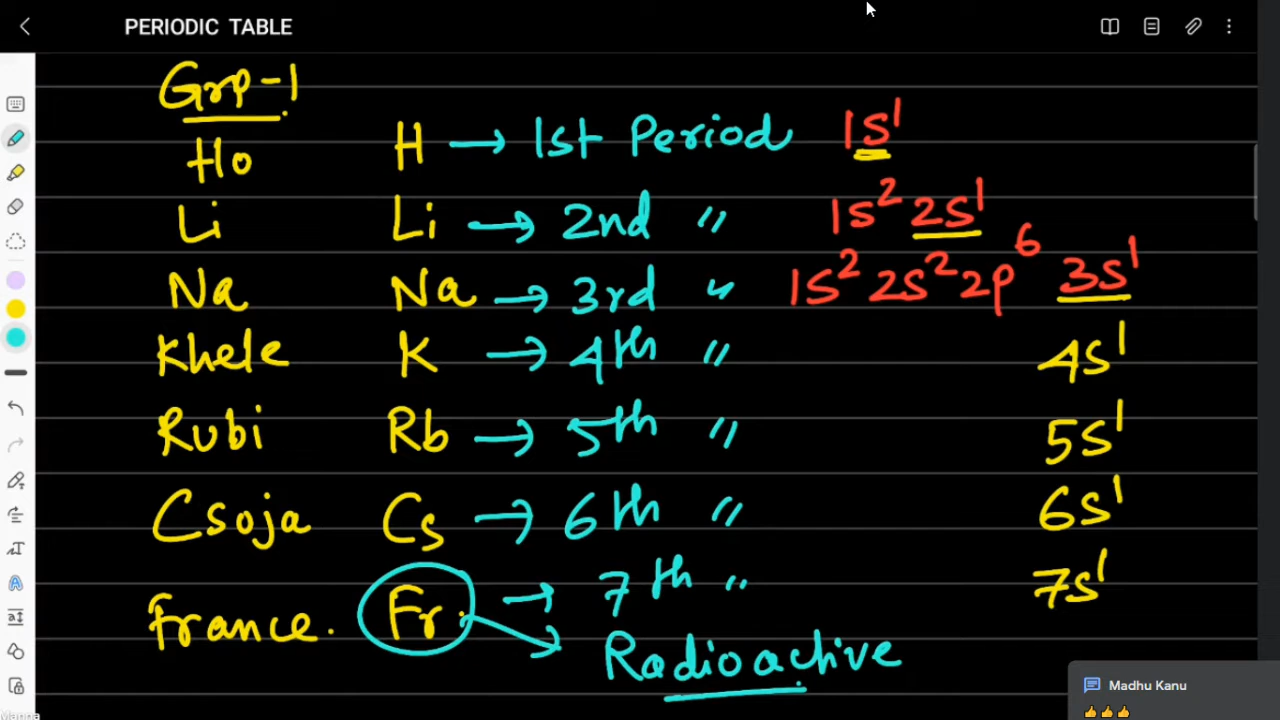 PERIODIC TABLE
Grp-1
Ho H → 1st Period 1s¹
Li Li → 2nd " 1s² 2s¹
Na Na → 3rd " 1s² 2s² 2p⁶ 3s¹
Khele K → 4th " 4s¹
Rubi Rb → 5th " 5s¹
Csoja Cs → 6th " 6s¹
France. Fr → 7th " 7s¹
Radioactive
Madhu Kanu
👍👍👍